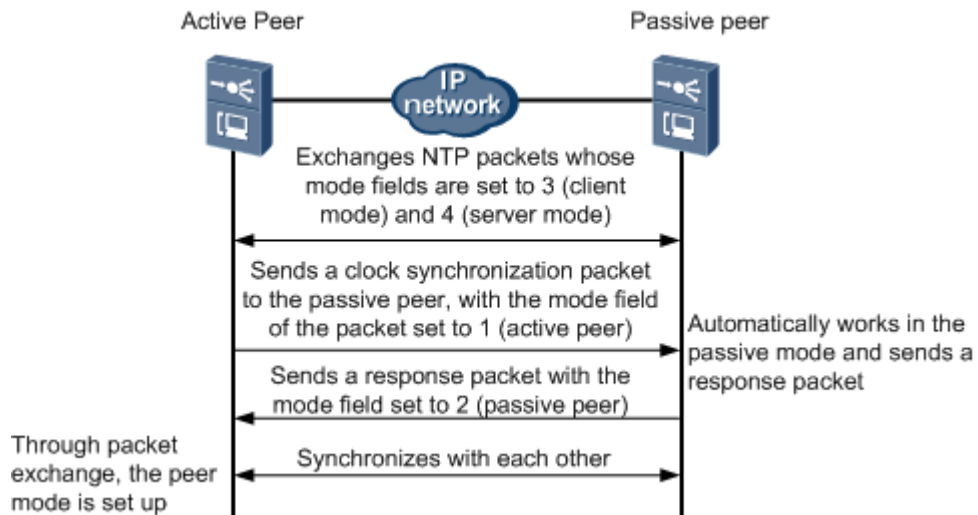 Active Peer
Passive peer
IP
network
Exchanges NTP packets whose
mode fields are set to 3 (client
mode) and 4 (server mode)
Sends a clock synchronization packet
to the passive peer, with the mode field
of the packet set to 1 (active peer)
Automatically works in the
passive mode and sends a
response packet
Sends a response packet with the
mode field set to 2 (passive peer)
Through packet
exchange, the peer
mode is set up
Synchronizes with each other